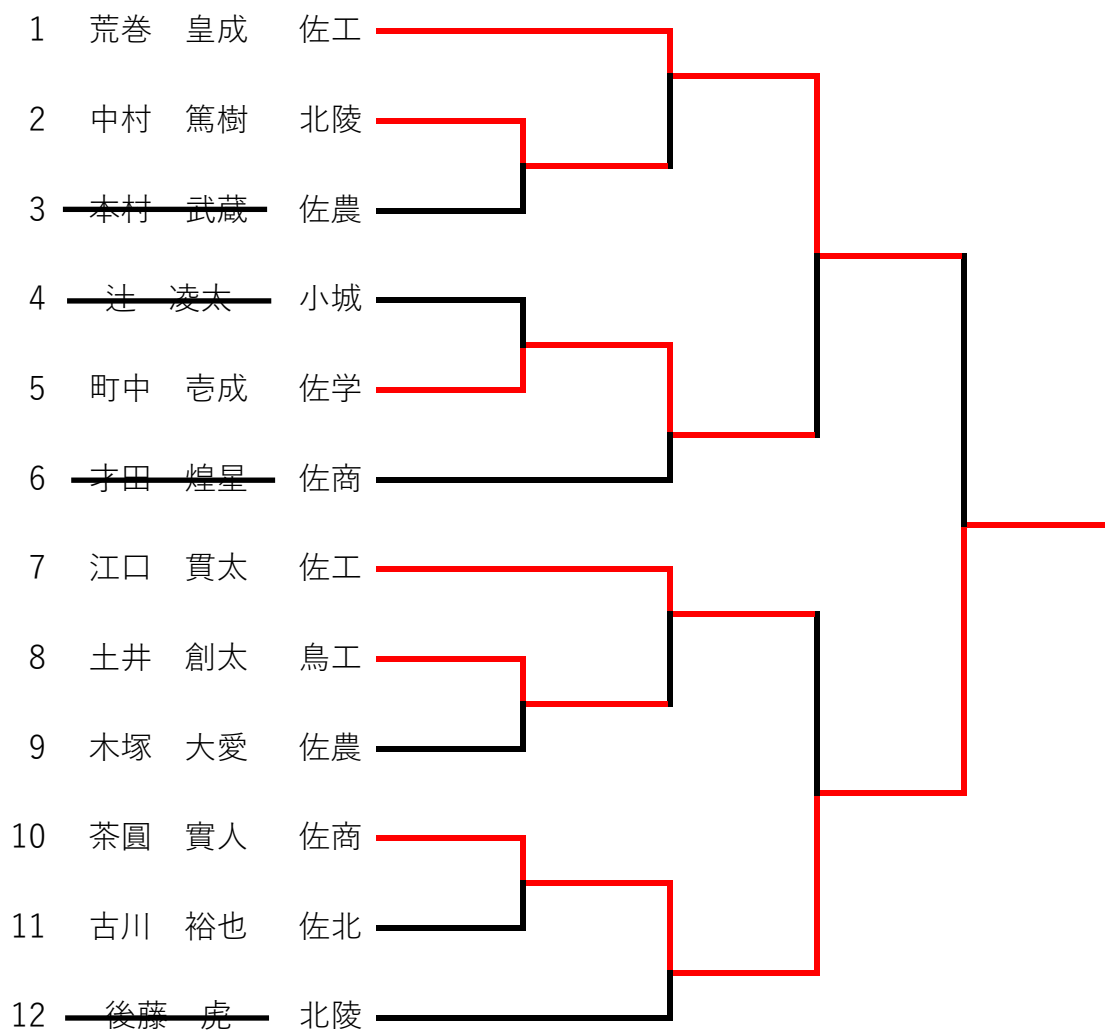 1 荒巻 皇成 佐工
2 中村 篤樹 北陵
3 本村 武蔵 佐農
4 辻 凌太 小城
5 町中 壱成 佐学
6 才田 煌星 佐商
7 江口 貫太 佐工
8 土井 創太 鳥工
9 木塚 大愛 佐農
10 茶圓 實人 佐商
11 古川 裕也 佐北
12 後藤 虎 北陵